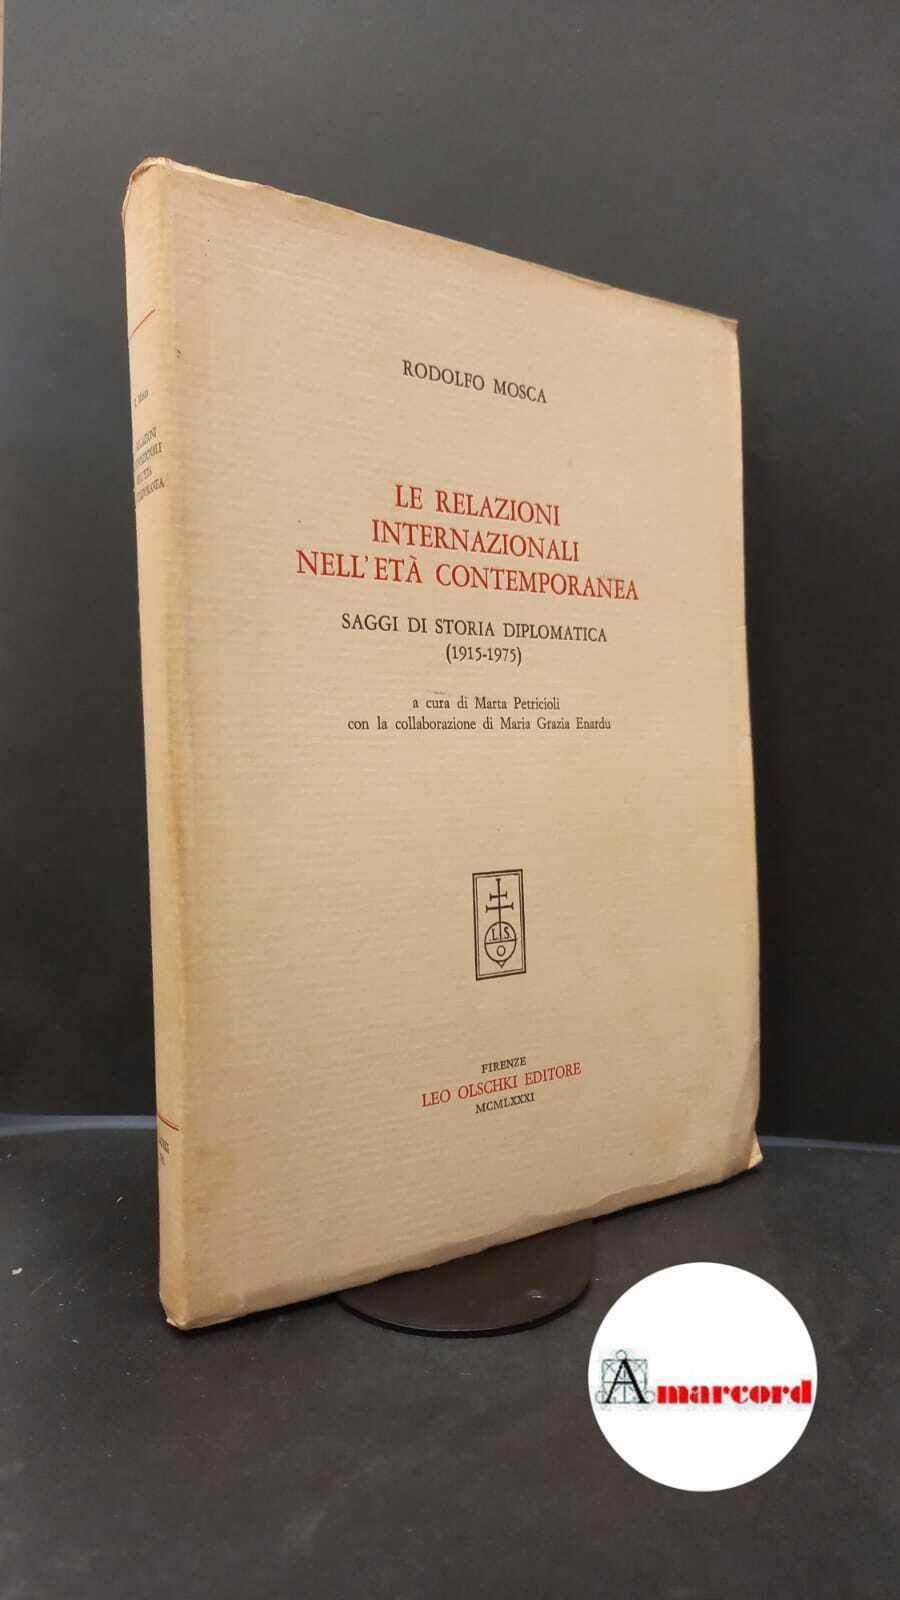 RODOLFO MOSCA
LE RELAZIONI
INTERNAZIONALI
NELL'ETÀ CONTEMPORANEA
SAGGI DI STORIA DIPLOMATICA
(1915-1975)
a cura di Marta Petricioli
con la collaborazione di Maria Grazia Enardu
L S
O
FIRENZE
LEO OLSCHKI EDITORE
MCMLXXXI
Amarcord